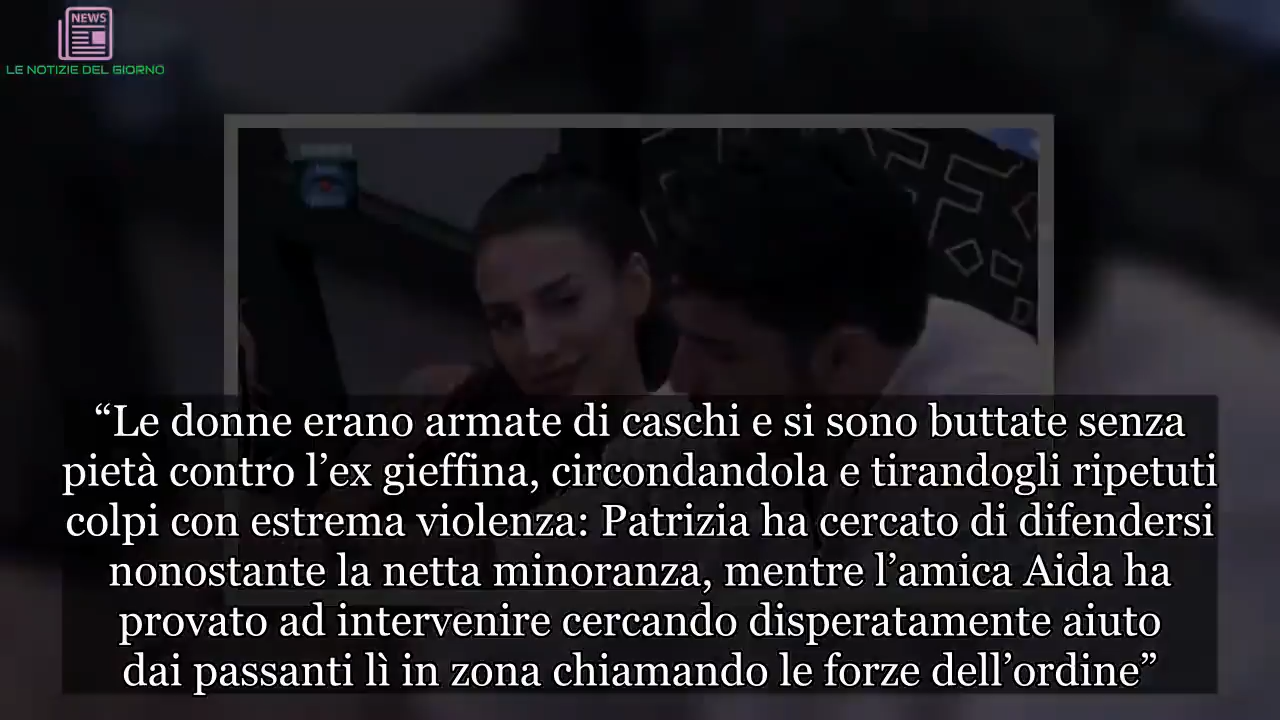 NEWS
LE NOTIZIE DEL GIORNO
“Le donne erano armate di caschi e si sono buttate senza
pietà contro l’ex gieffina, circondandola e tirandogli ripetuti
colpi con estrema violenza: Patrizia ha cercato di difendersi
nonostante la netta minoranza, mentre l’amica Aida ha
provato ad intervenire cercando disperatamente aiuto
dai passanti lì in zona chiamando le forze dell’ordine”